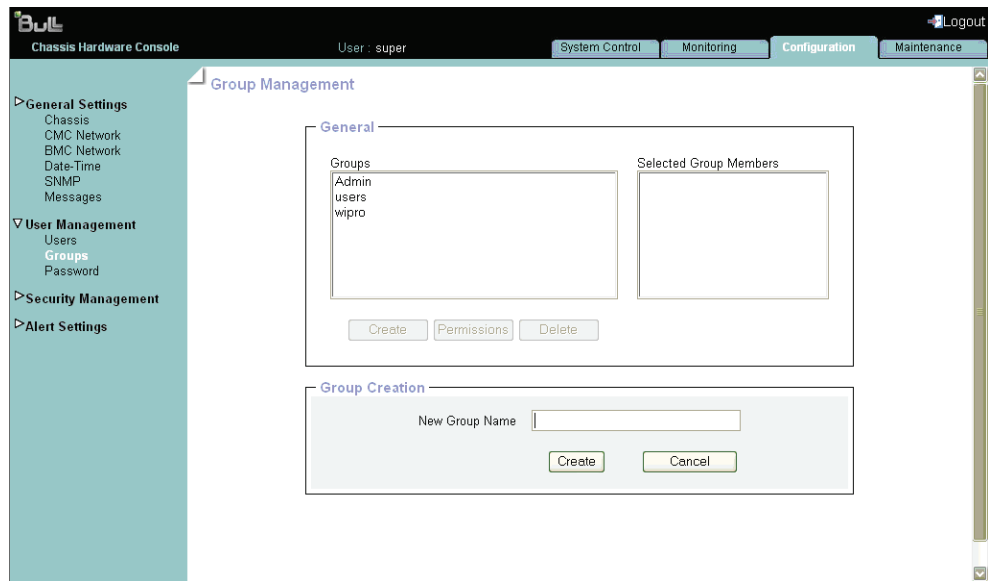 Bull
Logout
Chassis Hardware Console
User : super
System Control
Monitoring
Configuration
Maintenance
General Settings
Chassis
CMC Network
BMC Network
Date-Time
SNMP
Messages
User Management
Users
Groups
Password
Security Management
Alert Settings
Group Management
General
Groups
Admin
users
wipro
Selected Group Members
Create
Permissions
Delete
Group Creation
New Group Name
Create
Cancel